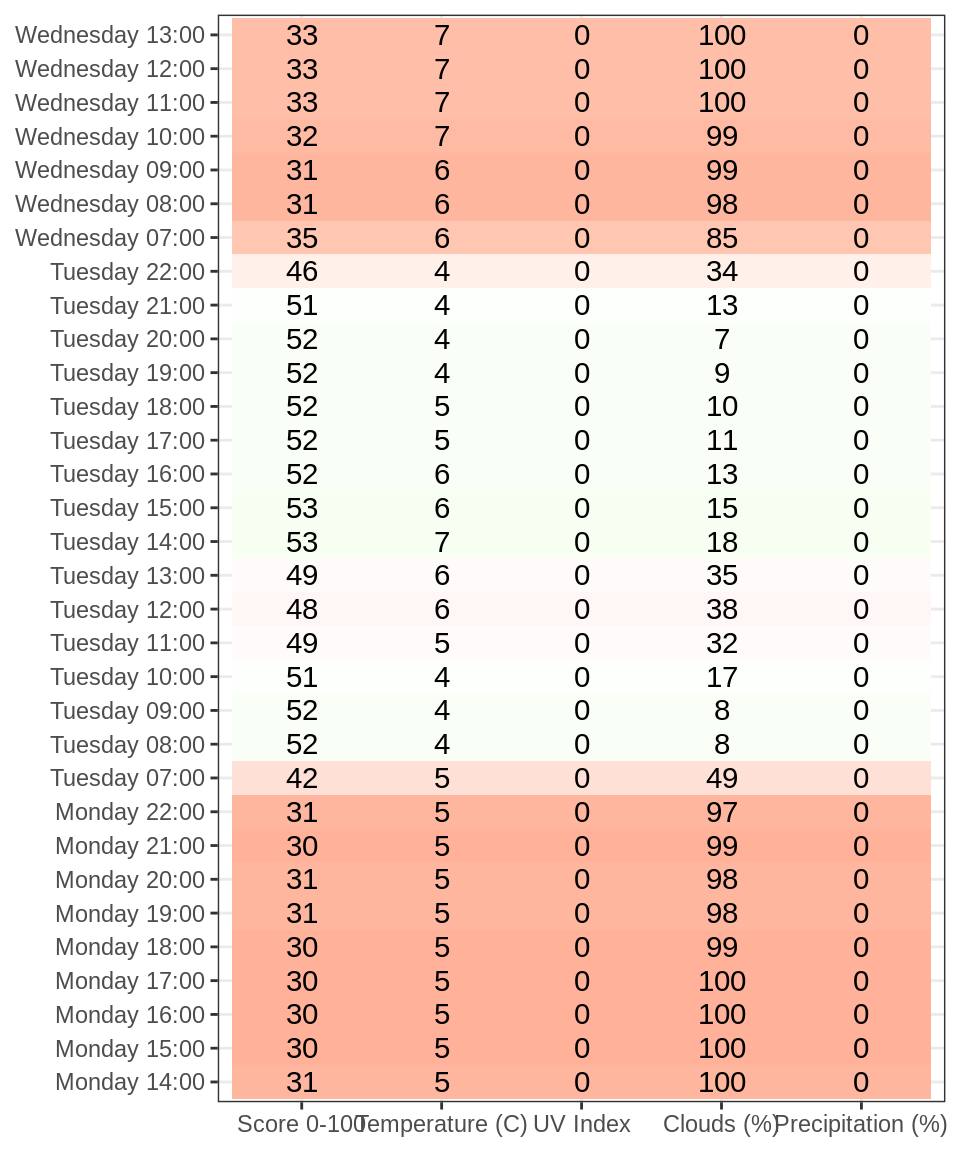 Wednesday 13:00 33 7 0 100 0
Wednesday 12:00 33 7 0 100 0
Wednesday 11:00 33 7 0 100 0
Wednesday 10:00 32 7 0 99 0
Wednesday 09:00 31 6 0 99 0
Wednesday 08:00 31 6 0 98 0
Wednesday 07:00 35 6 0 85 0
Tuesday 22:00 46 4 0 34 0
Tuesday 21:00 51 4 0 13 0
Tuesday 20:00 52 4 0 7 0
Tuesday 19:00 52 4 0 9 0
Tuesday 18:00 52 5 0 10 0
Tuesday 17:00 52 5 0 11 0
Tuesday 16:00 52 6 0 13 0
Tuesday 15:00 53 6 0 15 0
Tuesday 14:00 53 7 0 18 0
Tuesday 13:00 49 6 0 35 0
Tuesday 12:00 48 6 0 38 0
Tuesday 11:00 49 5 0 32 0
Tuesday 10:00 51 4 0 17 0
Tuesday 09:00 52 4 0 8 0
Tuesday 08:00 52 4 0 8 0
Tuesday 07:00 42 5 0 49 0
Monday 22:00 31 5 0 97 0
Monday 21:00 30 5 0 99 0
Monday 20:00 31 5 0 98 0
Monday 19:00 31 5 0 98 0
Monday 18:00 30 5 0 99 0
Monday 17:00 30 5 0 100 0
Monday 16:00 30 5 0 100 0
Monday 15:00 30 5 0 100 0
Monday 14:00 31 5 0 100 0
Score 0-100 Temperature (C) UV Index Clouds (%) Precipitation (%)